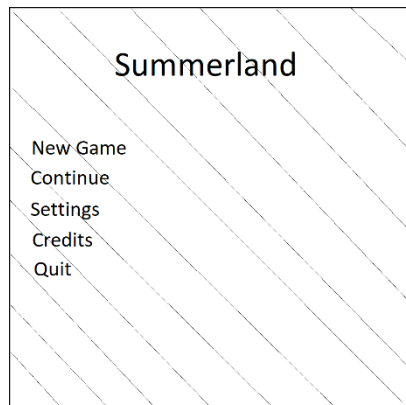 Summerland
New Game
Continue
Settings
Credits
Quit